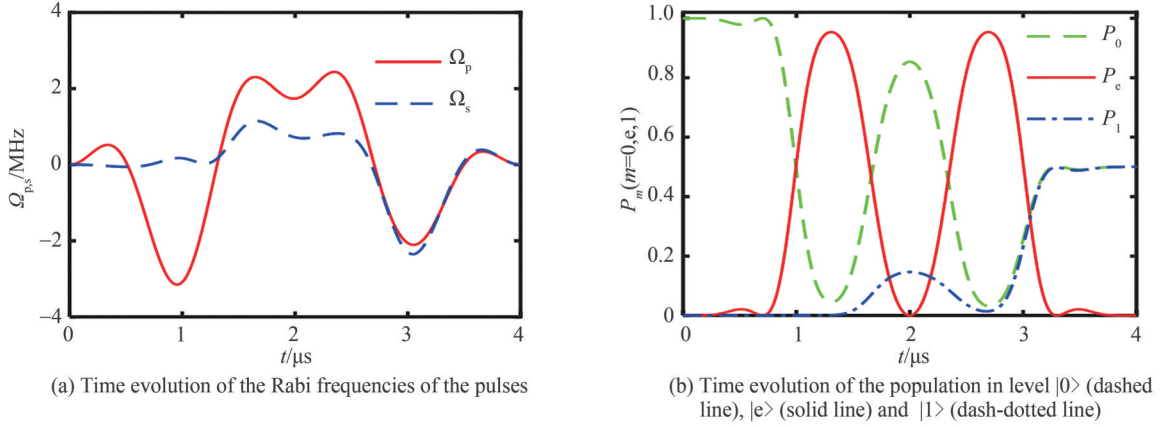 4
2
0
−2
−4
Ω_{p,s}/MHz
Ω_p
Ω_s
0 1 2 3 4
t/μs
(a) Time evolution of the Rabi frequencies of the pulses
1.0
0.8
0.6
0.4
0.2
0
P_m(m=0,e,1)
P_0
P_e
P_1
0 1 2 3 4
t/μs
(b) Time evolution of the population in level |0> (dashed
line), |e> (solid line) and |1> (dash-dotted line)